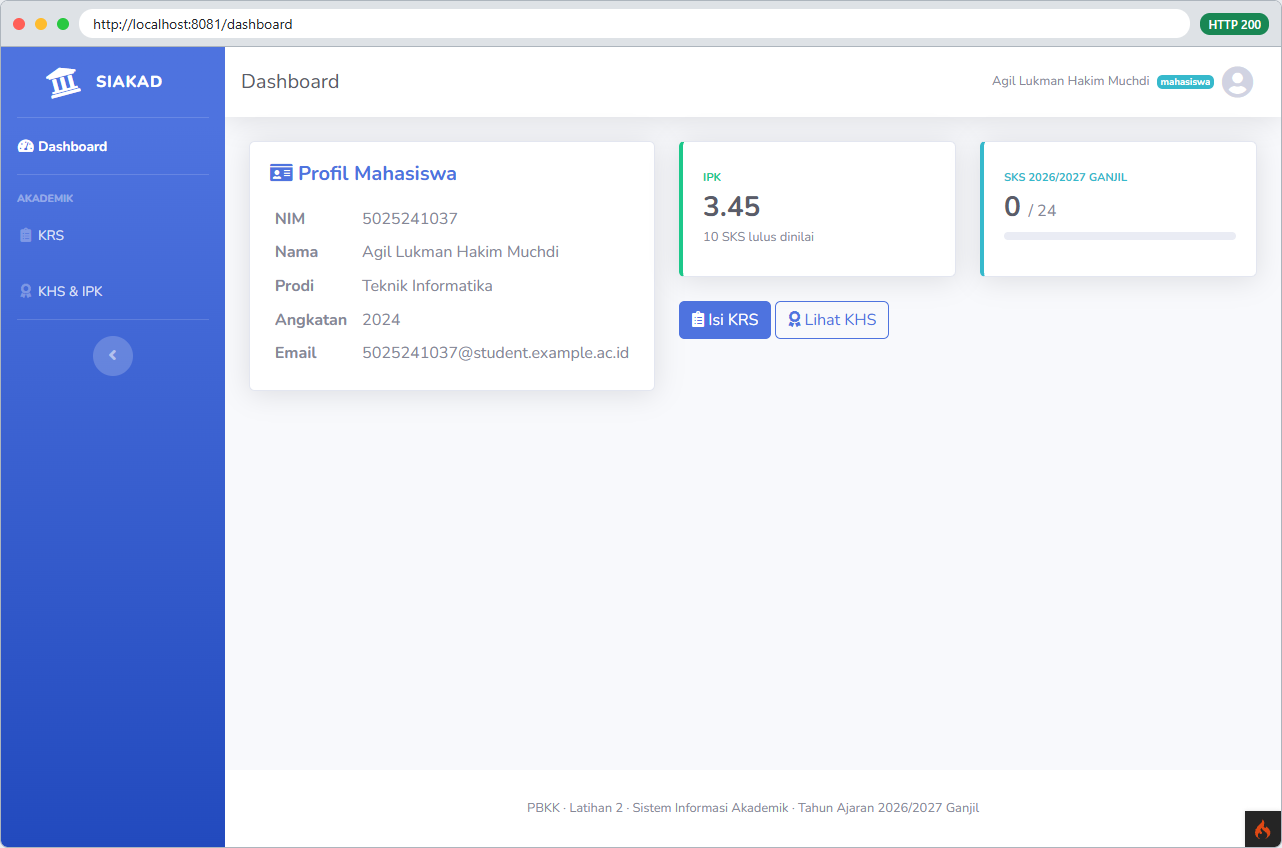 http://localhost:8081/dashboard
HTTP 200
SIAKAD
Dashboard
AKADEMIK
KRS
KHS & IPK
Dashboard
Agil Lukman Hakim Muchdi mahasiswa
Profil Mahasiswa
NIM 5025241037
Nama Agil Lukman Hakim Muchdi
Prodi Teknik Informatika
Angkatan 2024
Email 5025241037@student.example.ac.id
IPK
3.45
10 SKS lulus dinilai
SKS 2026/2027 GANJIL
0 / 24
Isi KRS
Lihat KHS
PBKK · Latihan 2 · Sistem Informasi Akademik · Tahun Ajaran 2026/2027 Ganjil